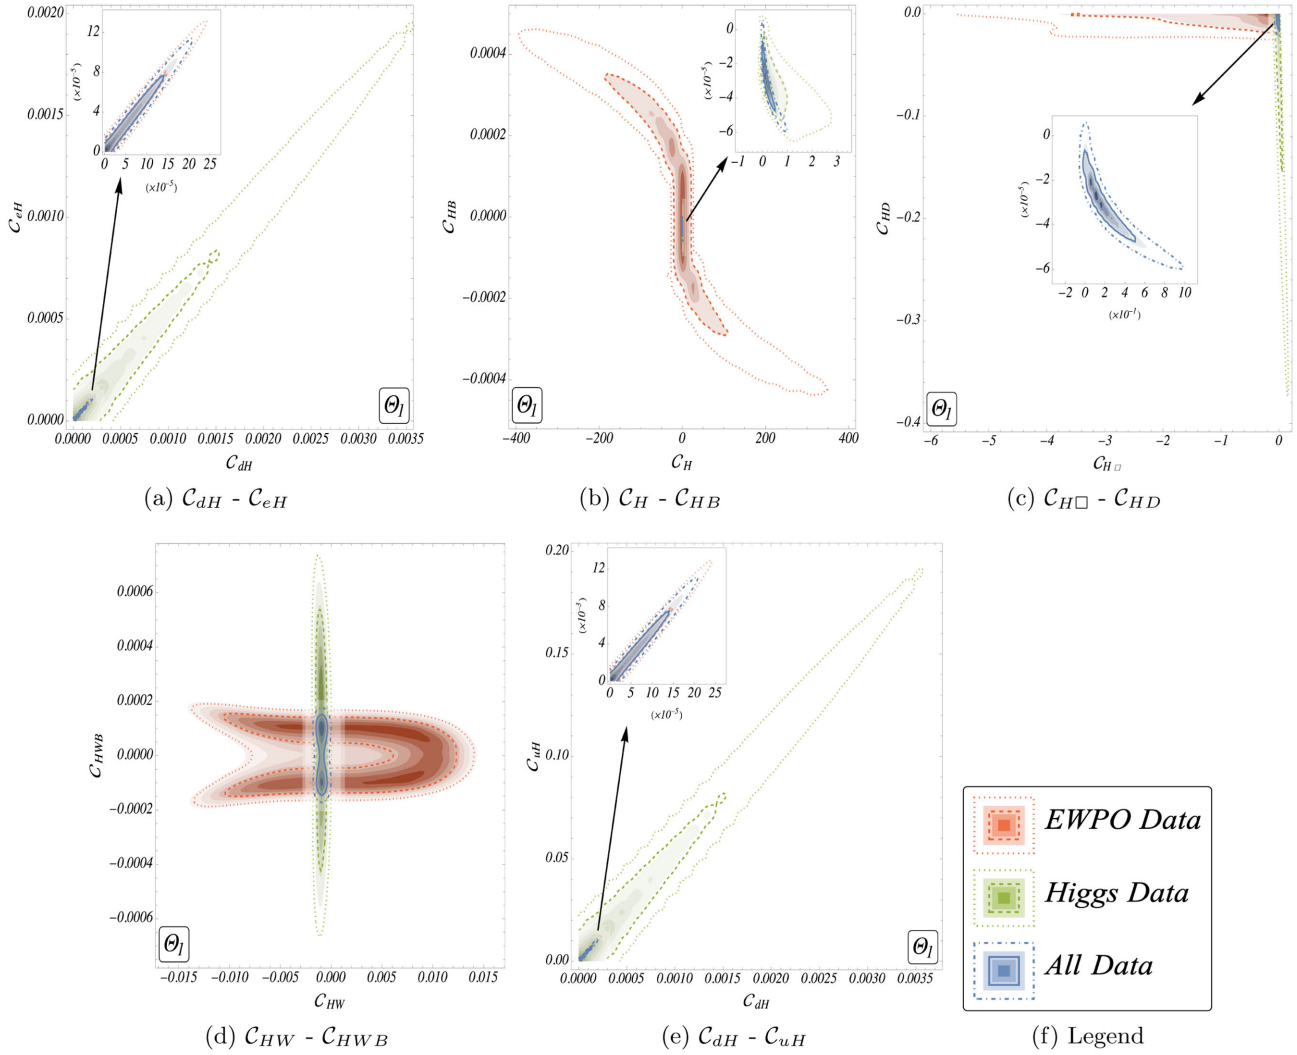 0.0020
0.0015
0.0010
0.0005
0.0000
C_eH
12
8
4
0
(×10⁻⁵)
0 5 10 15 20 25
(×10⁻⁵)
Θ_l
0.0000 0.0005 0.0010 0.0015 0.0020 0.0025 0.0030 0.0035
C_dH
(a) C_dH - C_eH
0.0004
0.0002
0.0000
−0.0002
−0.0004
C_HB
0
−2
−4
−6
(×10⁻⁵)
−1 0 1 2 3
Θ_l
−400 −200 0 200 400
C_H
(b) C_H - C_HB
0.0
−0.1
−0.2
−0.3
−0.4
C_HD
0
−2
−4
−6
(×10⁻⁵)
−2 0 2 4 6 8 10
(×10⁻¹)
Θ_l
−6 −5 −4 −3 −2 −1 0
C_H□
(c) C_H□ - C_HD
0.0006
0.0004
0.0002
0.0000
−0.0002
−0.0004
−0.0006
C_HWB
Θ_l
−0.015 −0.010 −0.005 0.000 0.005 0.010 0.015
C_HW
(d) C_HW - C_HWB
0.20
0.15
0.10
0.05
0.00
C_uH
12
8
4
0
(×10⁻³)
0 5 10 15 20 25
(×10⁻⁵)
Θ_l
0.0000 0.0005 0.0010 0.0015 0.0020 0.0025 0.0030 0.0035
C_dH
(e) C_dH - C_uH
EWPO Data
Higgs Data
All Data
(f) Legend